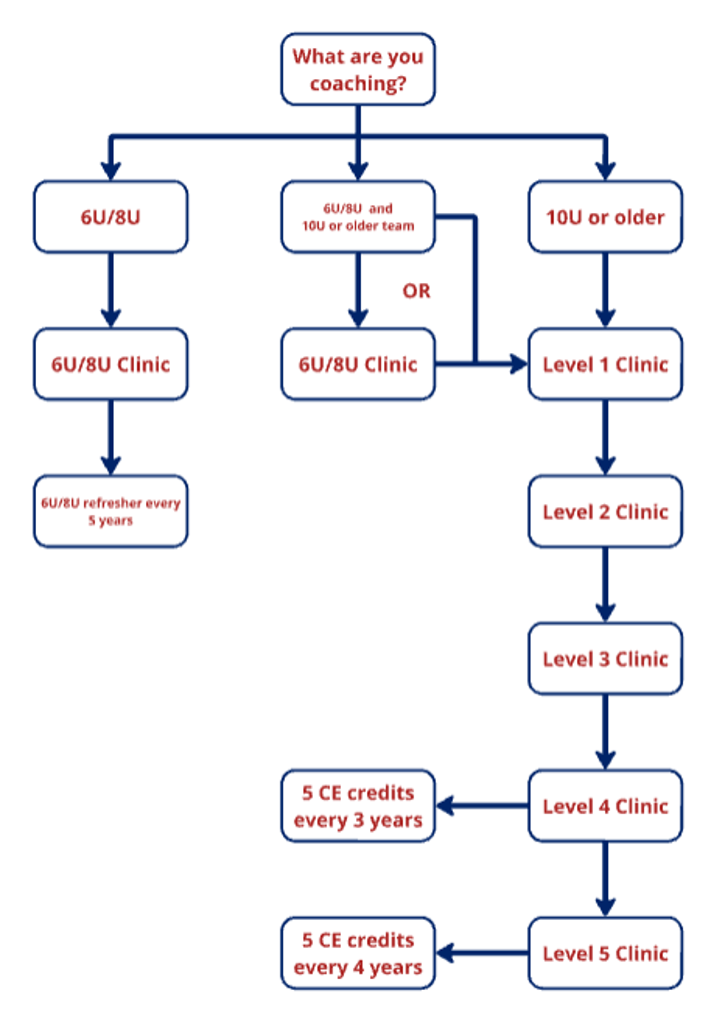 What are you
coaching?
6U/8U
6U/8U and
10U or older team
10U or older
OR
6U/8U Clinic
6U/8U Clinic
Level 1 Clinic
6U/8U refresher every
5 years
Level 2 Clinic
Level 3 Clinic
5 CE credits
every 3 years
Level 4 Clinic
5 CE credits
every 4 years
Level 5 Clinic